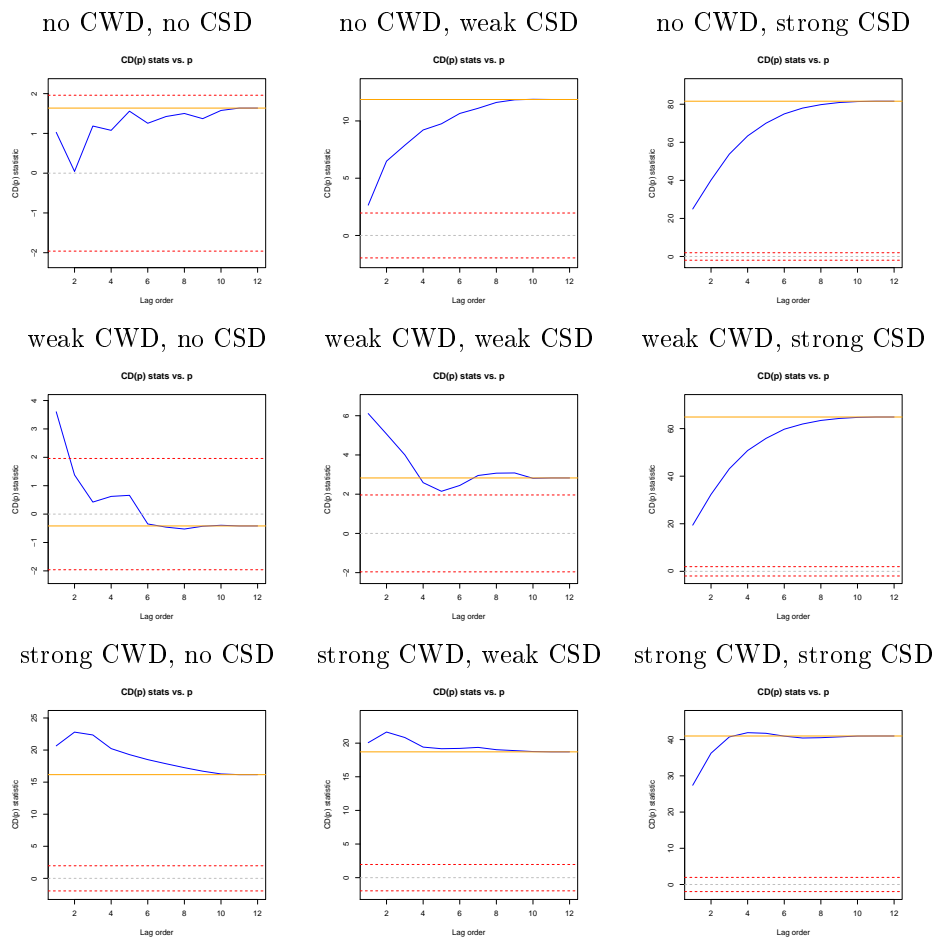 no CWD, no CSD
CD(p) stats vs. p
CD(p) statistic
2
1
0
−1
−2
2 4 6 8 10 12
Lag order
no CWD, weak CSD
CD(p) stats vs. p
CD(p) statistic
10
5
0
2 4 6 8 10 12
Lag order
no CWD, strong CSD
CD(p) stats vs. p
CD(p) statistic
80
60
40
20
0
2 4 6 8 10 12
Lag order
weak CWD, no CSD
CD(p) stats vs. p
CD(p) statistic
4
3
2
1
0
−1
−2
2 4 6 8 10 12
Lag order
weak CWD, weak CSD
CD(p) stats vs. p
CD(p) statistic
6
4
2
0
−2
2 4 6 8 10 12
Lag order
weak CWD, strong CSD
CD(p) stats vs. p
CD(p) statistic
60
40
20
0
2 4 6 8 10 12
Lag order
strong CWD, no CSD
CD(p) stats vs. p
CD(p) statistic
25
20
15
10
5
0
2 4 6 8 10 12
Lag order
strong CWD, weak CSD
CD(p) stats vs. p
CD(p) statistic
20
15
10
5
0
2 4 6 8 10 12
Lag order
strong CWD, strong CSD
CD(p) stats vs. p
CD(p) statistic
40
30
20
10
0
2 4 6 8 10 12
Lag order